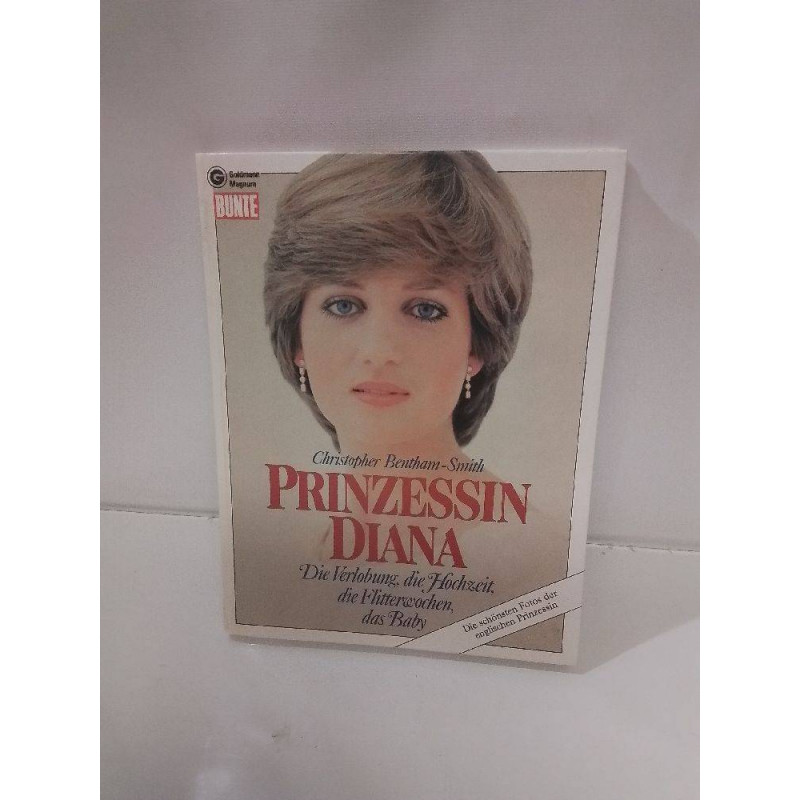 G
Goldmann
Magnum
BUNTE
Christopher Bentham-Smith
PRINZESSIN
DIANA
Die Verlobung, die Hochzeit,
die Flitterwochen,
das Baby
Die schönsten Fotos der
englischen Prinzessin